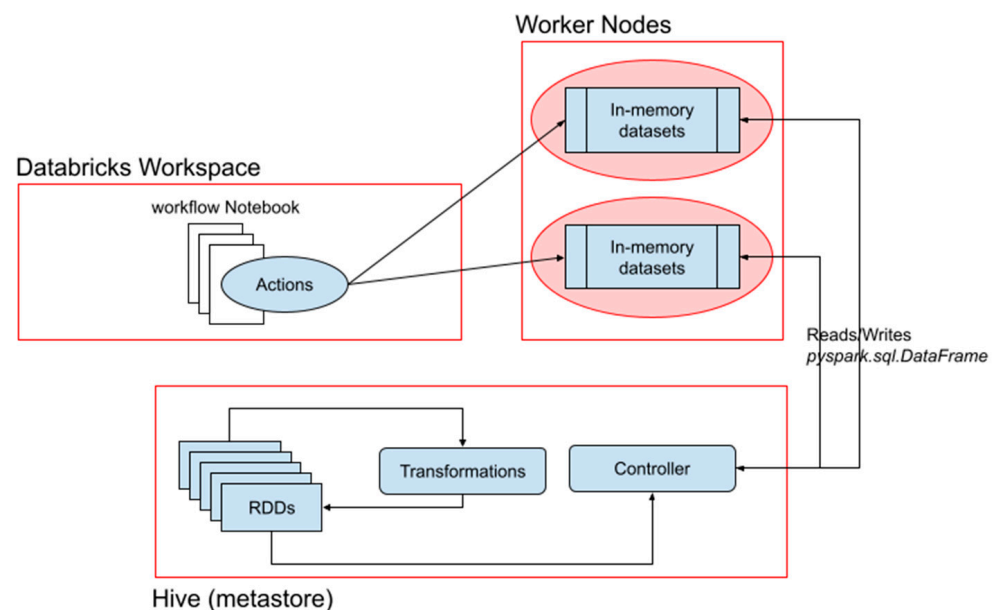 Worker Nodes
In-memory
datasets
Databricks Workspace
workflow Notebook
Actions
In-memory
datasets
Reads/Writes
pyspark.sql.DataFrame
Transformations
Controller
RDDs
Hive (metastore)